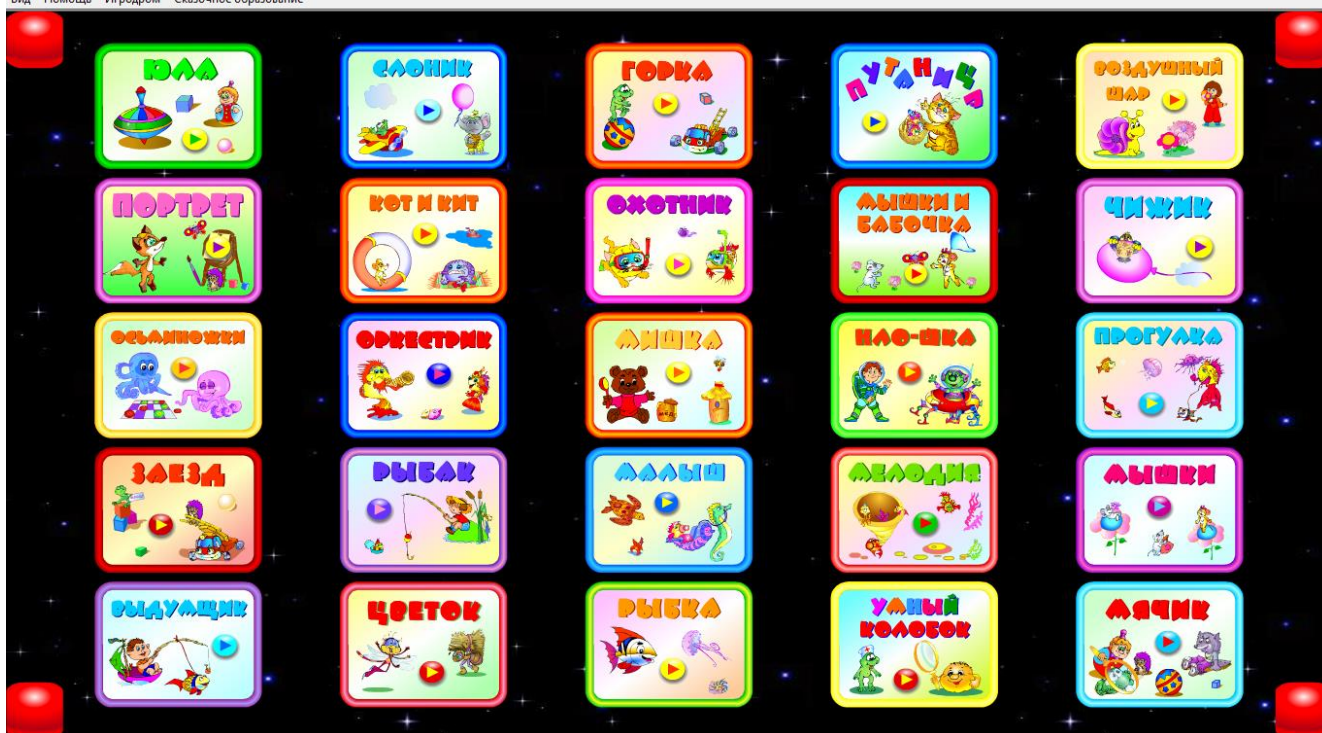 Вид Помощь Игродром Сказочное образование
ЮЛА
СЛОНИК
ГОРКА
ПУТАНИЦА
ВОЗДУШНЫЙ
ШАР
ПОРТРЕТ
КОТ И КИТ
ОХОТНИК
МЫШКИ И
БАБОЧКА
ЧИЖИК
ОСЬМИНОЖКИ
ОРКЕСТРИК
МИШКА
НЛО-ШКА
ПРОГУЛКА
ЗАЕЗД
РЫБАК
МАЛЫШ
МЕЛОДИЯ
МЫШКИ
ВЫДУМЩИК
ЦВЕТОК
РЫБКА
УМНЫЙ
КОЛОБОК
МЯЧИК